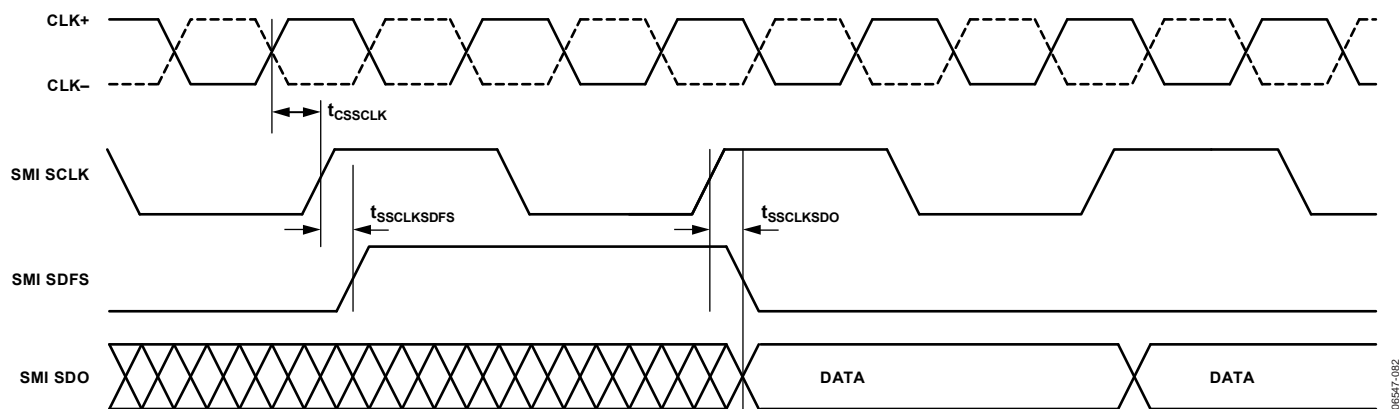 CLK+
CLK–
tCSSCLK
SMI SCLK
tSSCLKSDFS
tSSCLKSDO
SMI SDFS
SMI SDO
DATA
DATA
06547-082